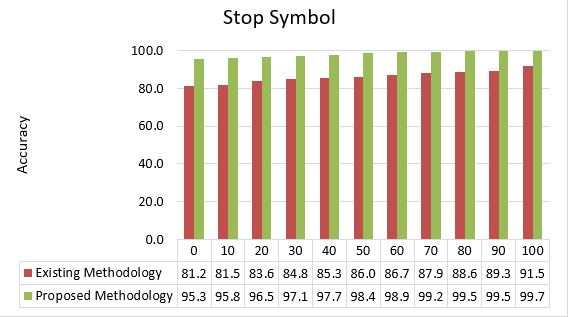 Stop Symbol
100.0
80.0
60.0
40.0
20.0
0.0
Accuracy
0 10 20 30 40 50 60 70 80 90 100
Existing Methodology 81.2 81.5 83.6 84.8 85.3 86.0 86.7 87.9 88.6 89.3 91.5
Proposed Methodology 95.3 95.8 96.5 97.1 97.7 98.4 98.9 99.2 99.5 99.5 99.7